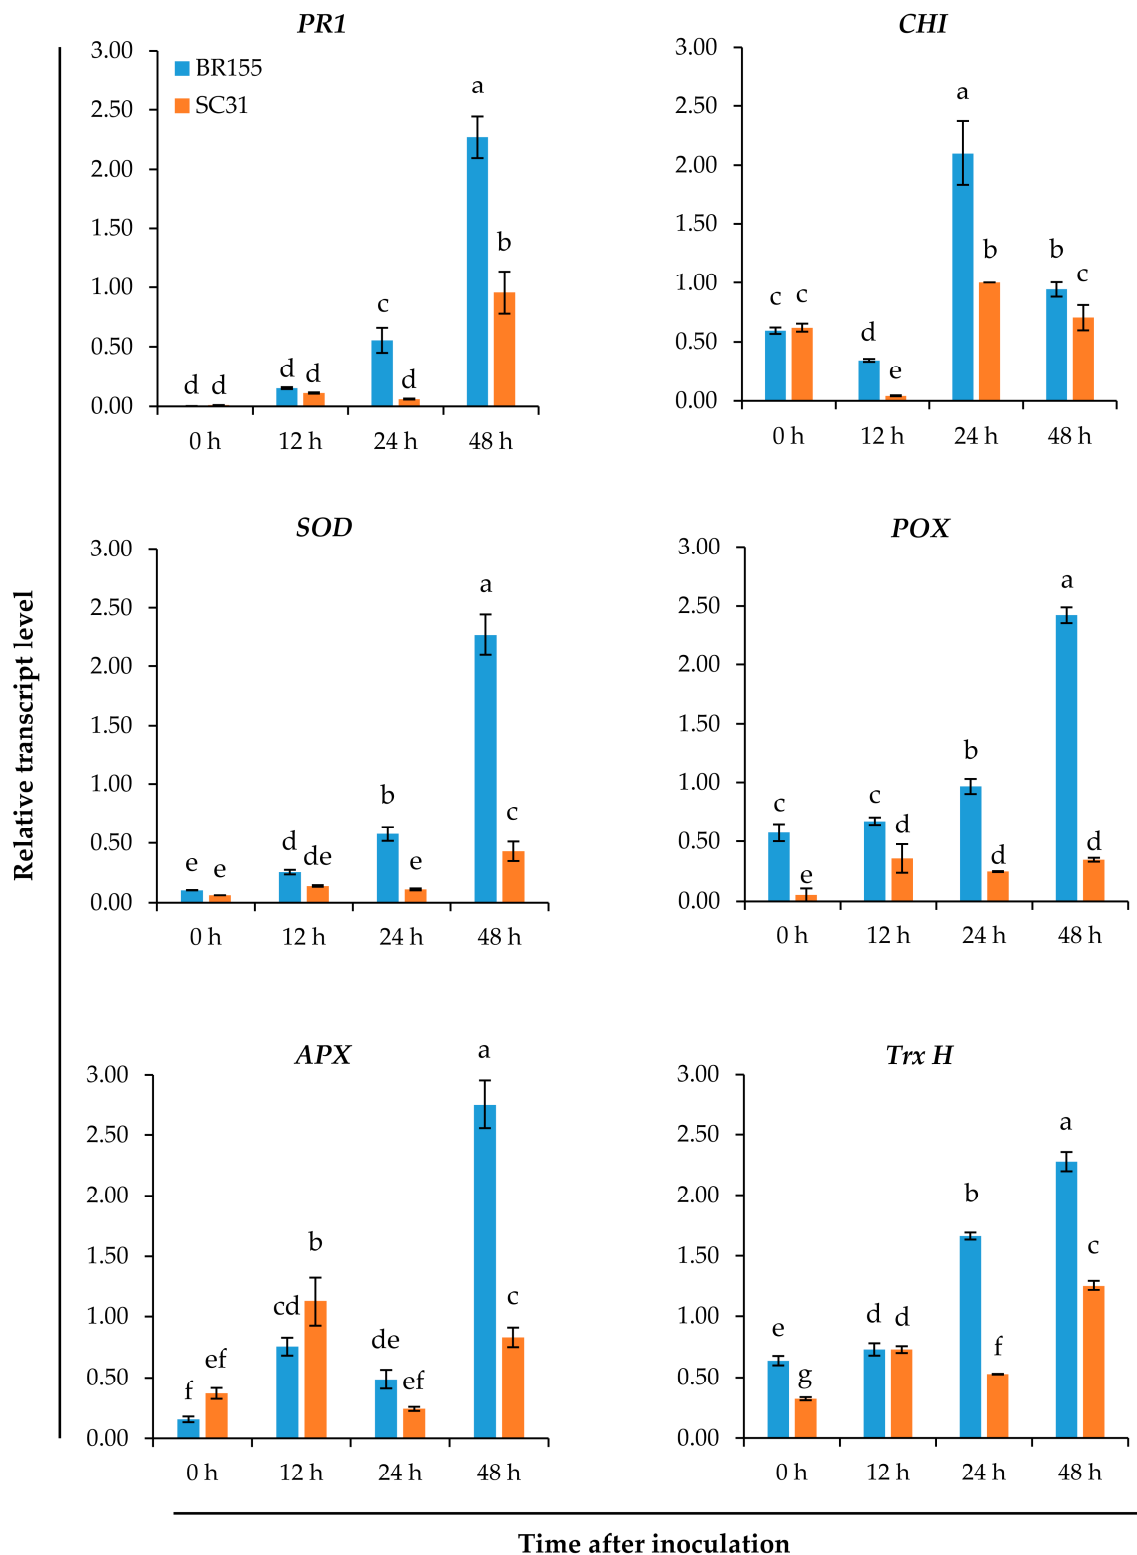 PR1
3.00
2.50
2.00
1.50
1.00
0.50
0.00
BR155
SC31
d d d d c d a b
0 h 12 h 24 h 48 h
CHI
3.00
2.50
2.00
1.50
1.00
0.50
0.00
c c d e a b b c
0 h 12 h 24 h 48 h
Relative transcript level
SOD
3.00
2.50
2.00
1.50
1.00
0.50
0.00
e e d de b e a c
0 h 12 h 24 h 48 h
POX
3.00
2.50
2.00
1.50
1.00
0.50
0.00
c e c d b d a d
0 h 12 h 24 h 48 h
APX
3.00
2.50
2.00
1.50
1.00
0.50
0.00
f ef cd b de ef a c
0 h 12 h 24 h 48 h
Trx H
3.00
2.50
2.00
1.50
1.00
0.50
0.00
e g d d b f a c
0 h 12 h 24 h 48 h
Time after inoculation